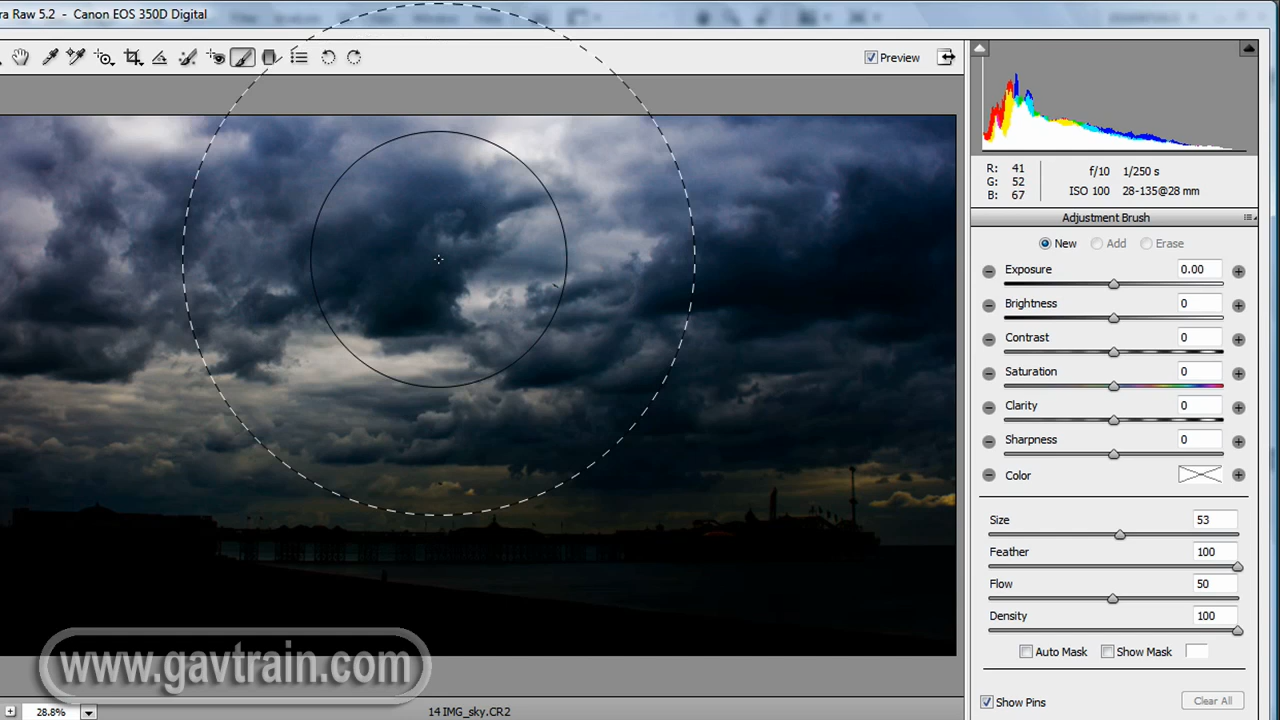 ra Raw 5.2 - Canon EOS 350D Digital
Preview
R: 41
G: 52
B: 67
f/10 1/250 s
ISO 100 28-135@28 mm
Adjustment Brush
New Add Erase
Exposure 0.00
Brightness 0
Contrast 0
Saturation 0
Clarity 0
Sharpness 0
Color
Size 53
Feather 100
Flow 50
Density 100
Auto Mask Show Mask
Show Pins Clear All
www.gavtrain.com
28.8% 14 IMG_sky.CR2